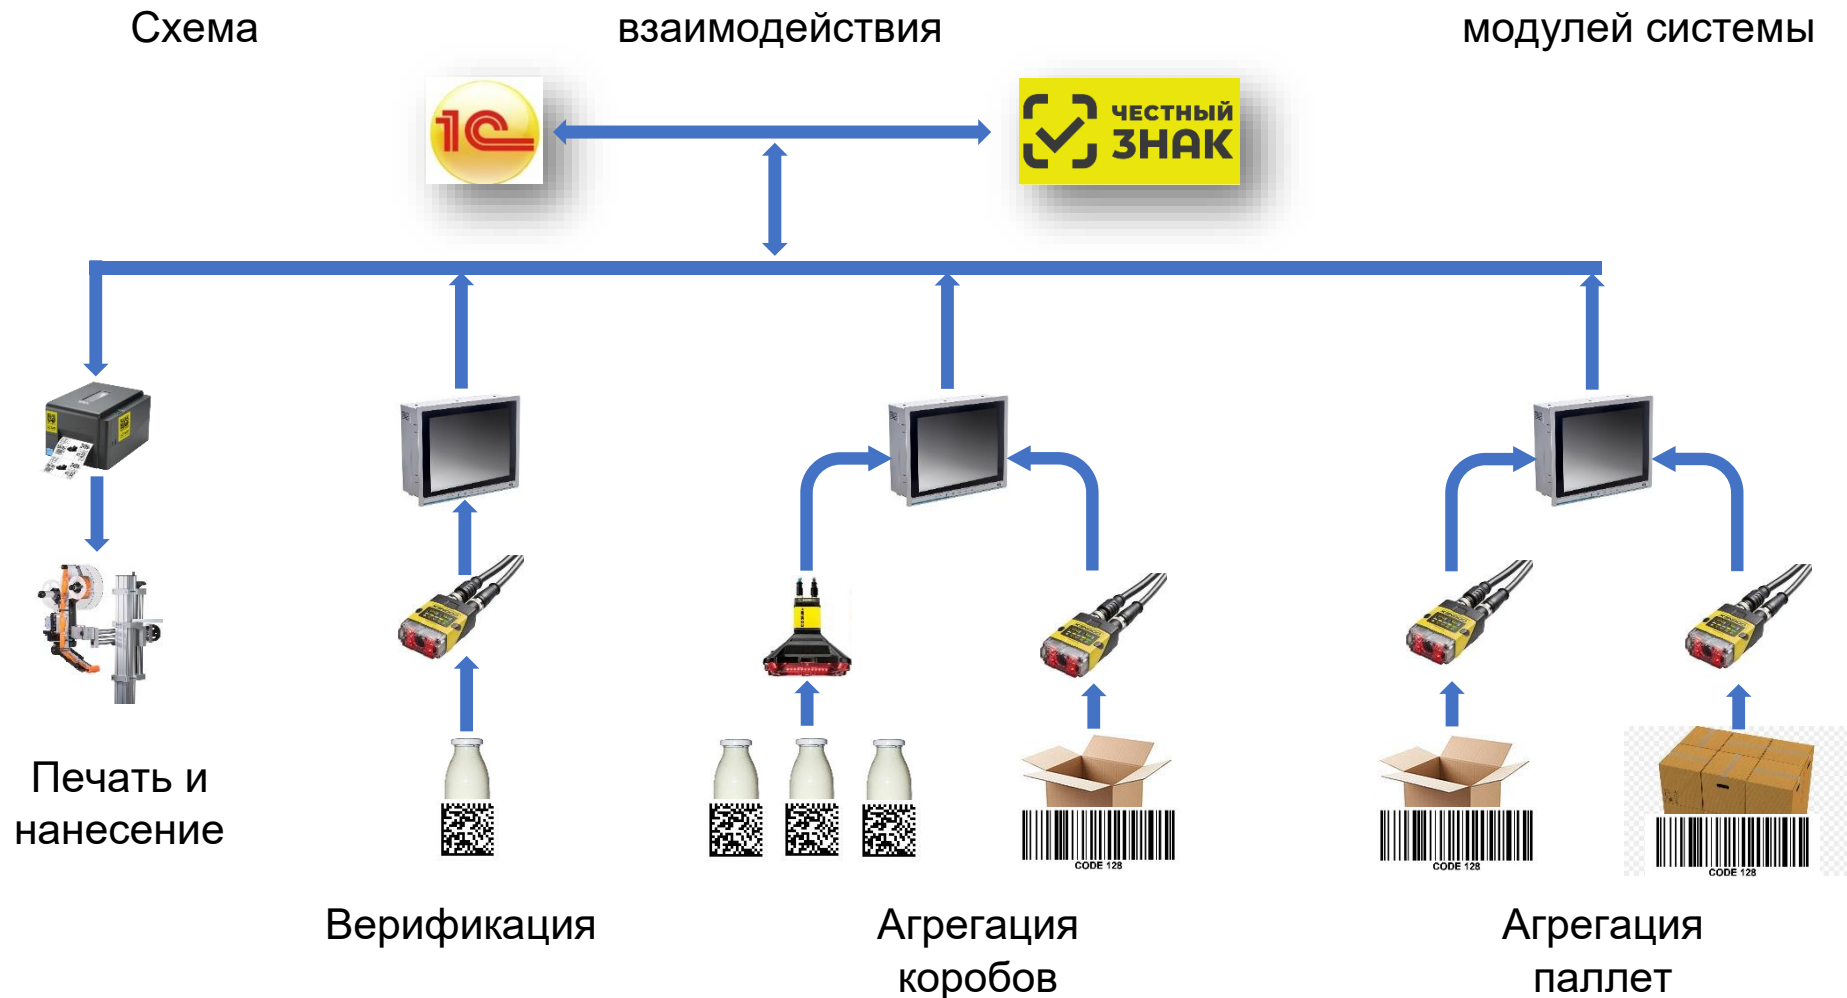 Схема взаимодействия модулей системы
1С
ЧЕСТНЫЙ
ЗНАК
Печать и
нанесение
CODE 128
CODE 128
CODE 128
Верификация
Агрегация
коробов
Агрегация
паллет